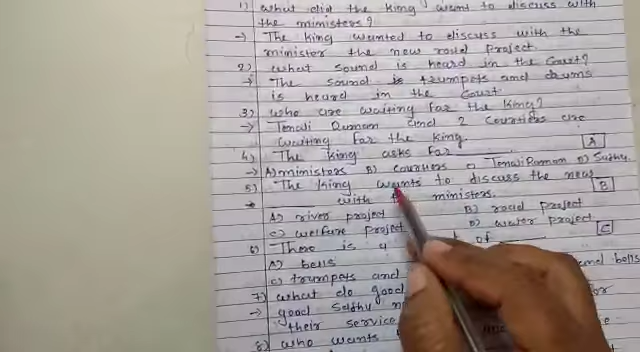 1) what did the king want to discuss with
the ministers?
→ The king wanted to discuss with the
minister the new road project
2) what sound is heard in the court?
→ The sound is trumpets and drums
is heard in the court
3) who are waiting for the king?
→ Tenali Raman and 2 courtiers are
waiting for the king.
4) The king asks for A
→ A) ministers B) courtiers c) Tenali Raman D) Sadhu
5) The king wants to discuss the new
with ministers. B
A) river project B) road project
c) welfare project D) water project
6) There is a of C
A) bells and bells
c) trumpets and
7) what do good for
→ good sadhu
their service
8) who wants